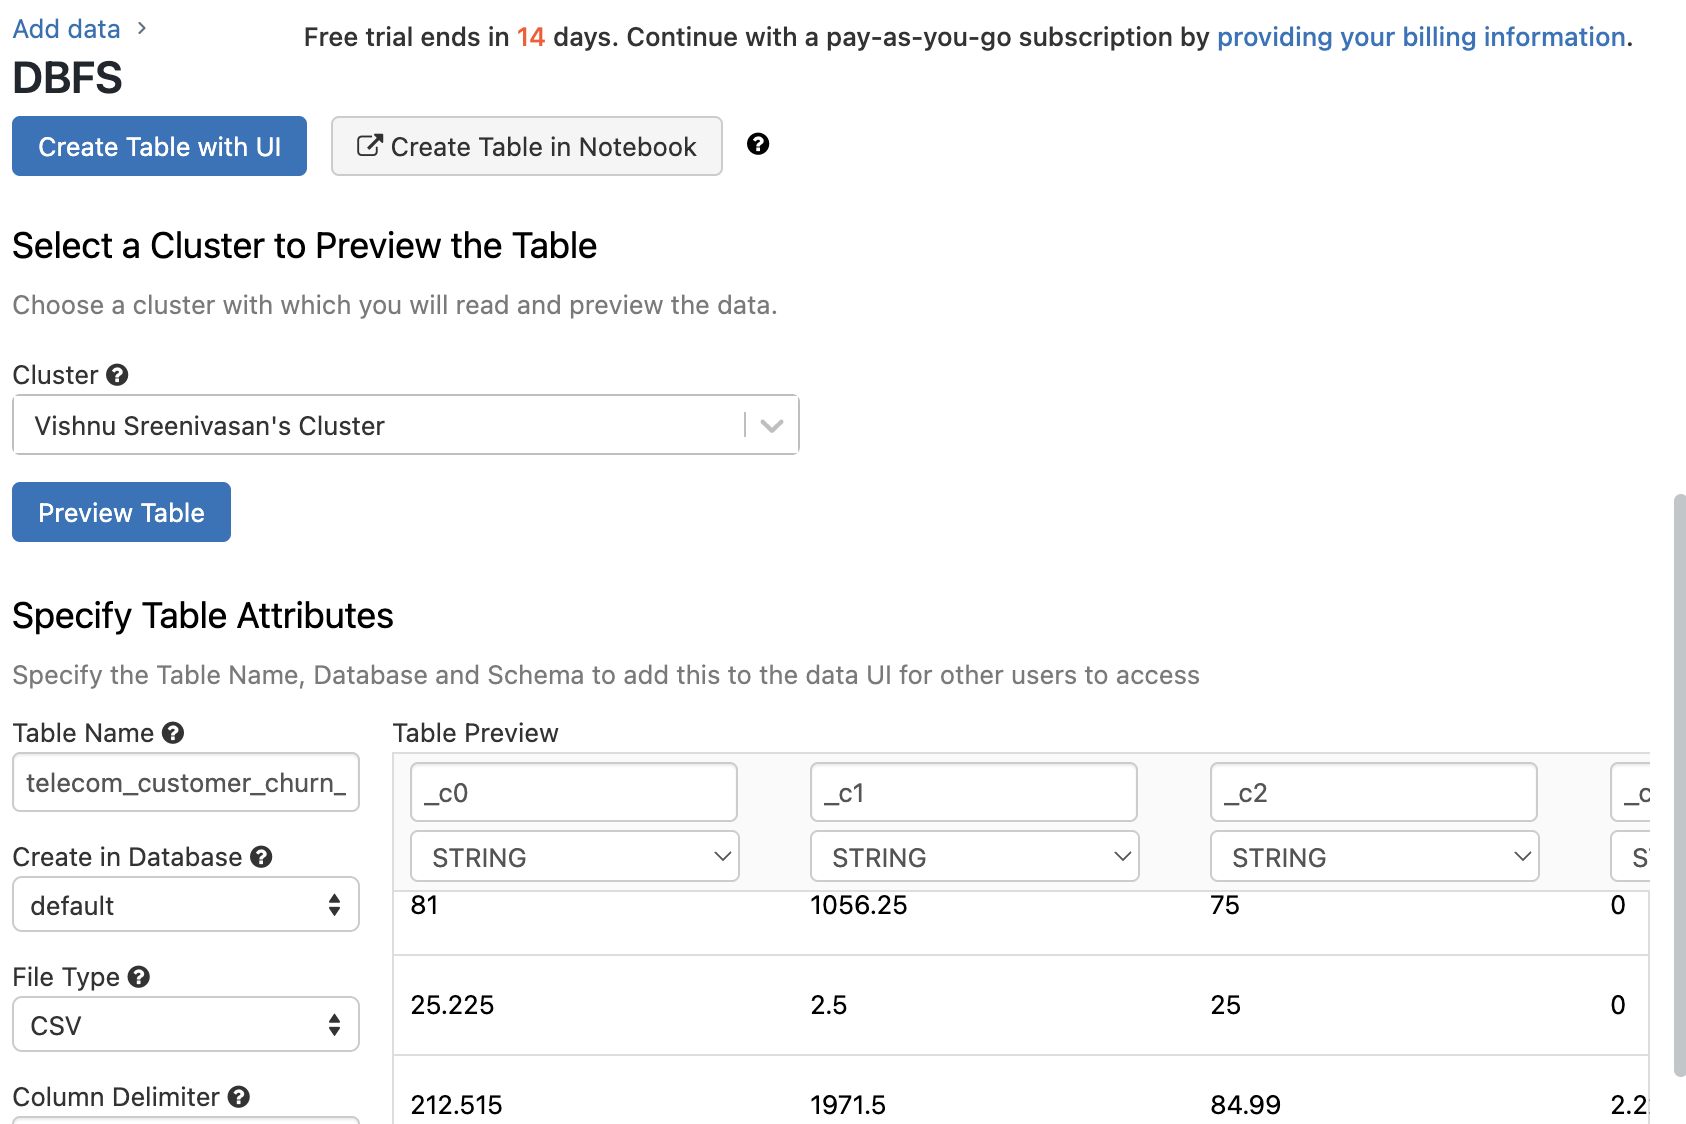 Add data >
Free trial ends in 14 days. Continue with a pay-as-you-go subscription by providing your billing information.
DBFS
Create Table with UI
Create Table in Notebook
?
Select a Cluster to Preview the Table
Choose a cluster with which you will read and preview the data.
Cluster ?
Vishnu Sreenivasan's Cluster
Preview Table
Specify Table Attributes
Specify the Table Name, Database and Schema to add this to the data UI for other users to access
Table Name ?
telecom_customer_churn_
Create in Database ?
default
File Type ?
CSV
Column Delimiter ?
Table Preview
_c0 _c1 _c2 _c
STRING STRING STRING S
81 1056.25 75 0
25.225 2.5 25 0
212.515 1971.5 84.99 2.2